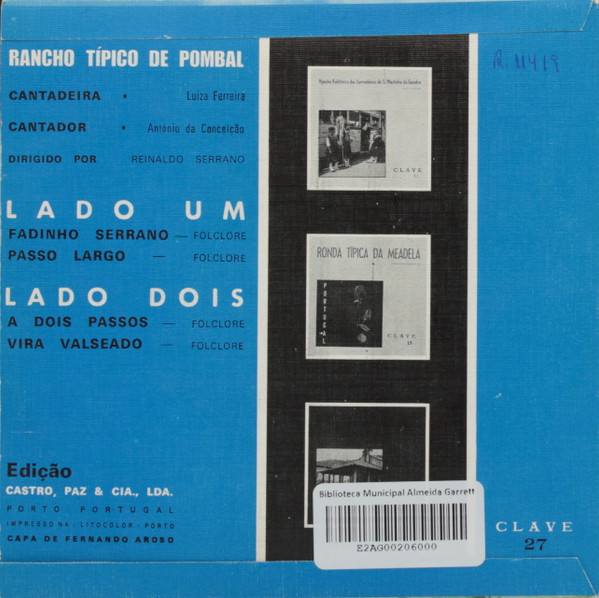 RANCHO TÍPICO DE POMBAL
CANTADEIRA • Luiza Ferreira
CANTADOR • António da Conceição
DIRIGIDO POR REINALDO SERRANO
LADO UM
FADINHO SERRANO — FOLCLORE
PASSO LARGO — FOLCLORE
LADO DOIS
A DOIS PASSOS — FOLCLORE
VIRA VALSEADO — FOLCLORE
Edição
CASTRO, PAZ & CIA., LDA.
PORTO PORTUGAL
IMPRESSO NA : LITOCOLOR - PORTO
CAPA DE FERNANDO AROSO
CLAVE
RONDA TÍPICA DA MEADELA
PORTUGAL
CLAVE
Biblioteca Municipal Almeida Garrett
E2AG00206000
R. 11419
CLAVE
27